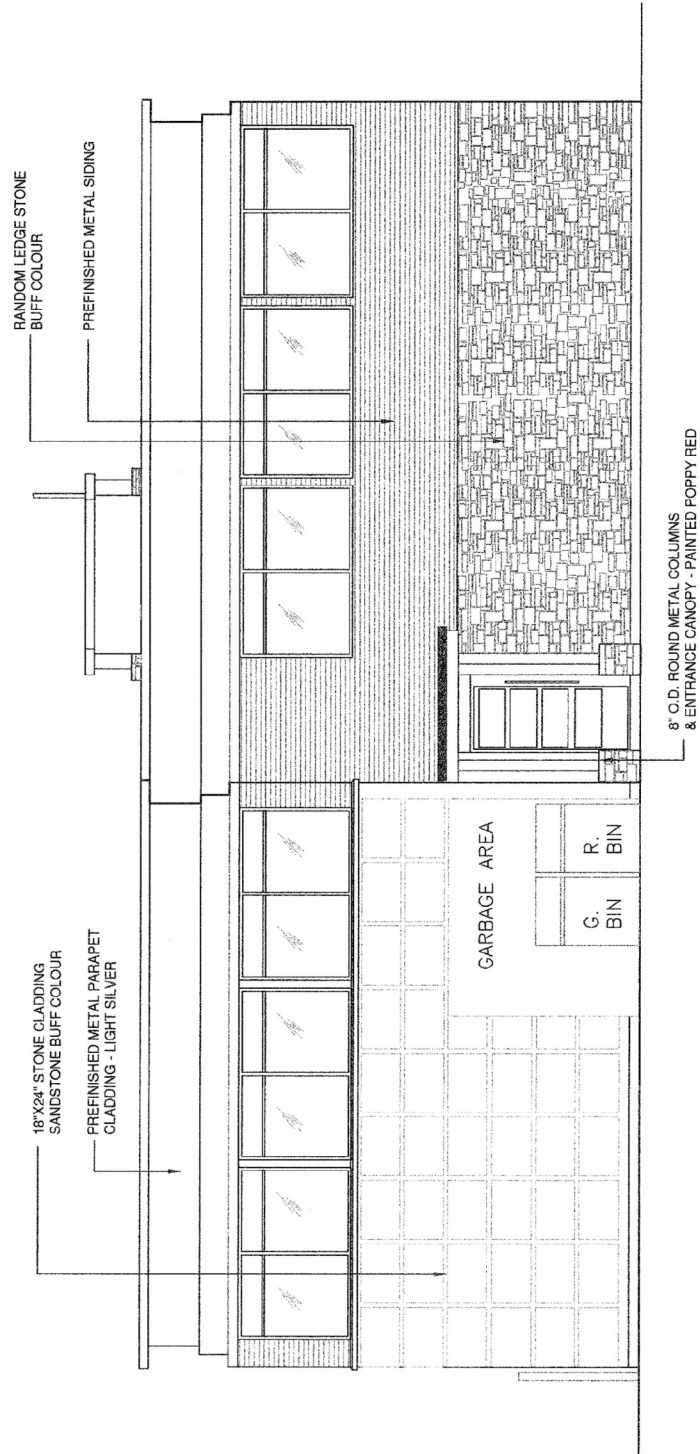 18"X24" STONE CLADDING
SANDSTONE BUFF COLOUR
PREFINISHED METAL PARAPET
CLADDING - LIGHT SILVER
RANDOM LEDGE STONE
BUFF COLOUR
PREFINISHED METAL SIDING
GARBAGE AREA
G.
BIN
R.
BIN
8" O.D. ROUND METAL COLUMNS
& ENTRANCE CANOPY - PAINTED POPPY RED